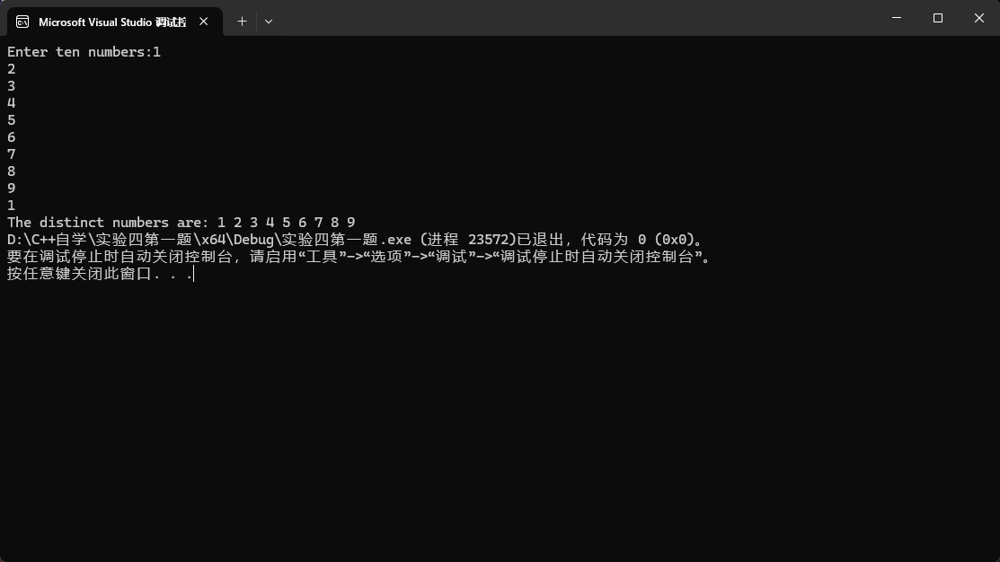 Microsoft Visual Studio 调试控
Enter ten numbers:1
2
3
4
5
6
7
8
9
1
The distinct numbers are: 1 2 3 4 5 6 7 8 9
D:\C++自学\实验四第一题\x64\Debug\实验四第一题.exe (进程 23572)已退出，代码为 0 (0x0)。
要在调试停止时自动关闭控制台，请启用“工具”->“选项”->“调试”->“调试停止时自动关闭控制台”。
按任意键关闭此窗口. . .